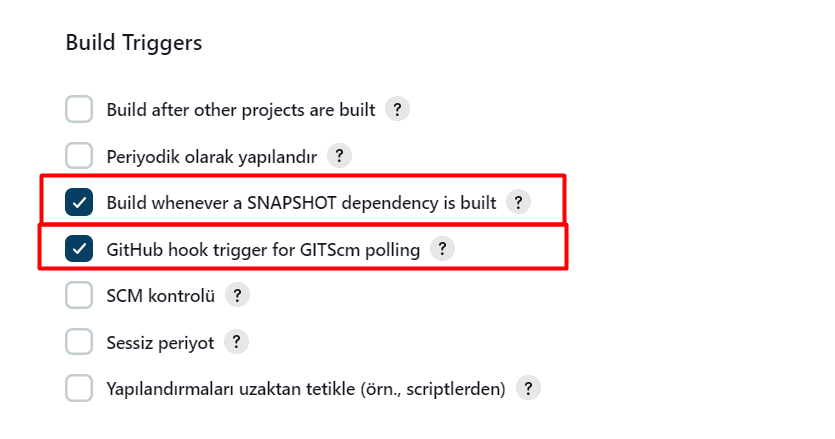 Build Triggers
Build after other projects are built ?
Periyodik olarak yapılandır ?
Build whenever a SNAPSHOT dependency is built ?
GitHub hook trigger for GITScm polling ?
SCM kontrolü ?
Sessiz periyot ?
Yapılandırmaları uzaktan tetikle (örn., scriptlerden) ?